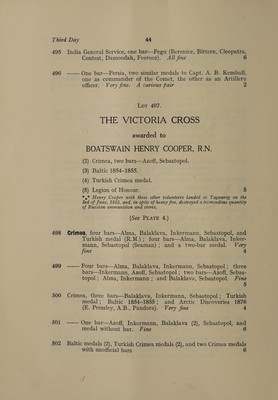 Third Day 44
495 India General Service, one bar—Pegu (Berenice, Bittern, Cleopatra,
Contest, Damoodah, Feeroze). All fine 6
496 —— One bar—Persia, two similar medals to Capt. A. B. Kemball,
one as commander of the Comet, the other as an Artillery
officer. Very fine. A curious pair 2
Lot 497.
THE VICTORIA CROSS
awarded to
BOATSWAIN HENRY COOPER, R.N.
(2) Crimea, two bars—Azoff, Sebastopol.
(3) Baltic 1854-1855.
(4) Turkish Crimea medal.
(5) Legion of Honour. 5
*** Henry Cooper with three other volunteers landed at Taganrog on the
3rd of June, 1855, and, in spite of heavy fire, destroyed a tremendous quantity
of Russian ammunition and stores.
(See PLATE 4.)
498 Crimea, four bars—Alma, Balaklava, Inkermann, Sebastopol, and
Turkish medal (R.M.); four bars—Alma, Balaklava, Inker-
mann, Sebastopol (Seaman); and a two-bar medal. Very
fine
499 —— Four bars—Alma, Balaklava, Inkermann, Sebastopol; three
bars—Inkermann, Azoff, Sebastopol; two bars—Azoff, Sebas-
topol; Alma, Inkermann; and Balaklava, Sebastopol. Fine
5
500 Crimea, three bars—Balaklava, Inkermann, Sebastopol; Turkish
medal; Baltic 1854-1855; and Arctic Discoveries 1876
(E. Pressley, A.B., Pandora). Very fine 4
501 —— One bar—Azoff, Inkermann, Balaklava (2), Sebastopol, and
medal without bar. Fine 6
502 Baltic medals (2), Turkish Crimea medals (2), and two Crimea medals
with unofficial bars 6